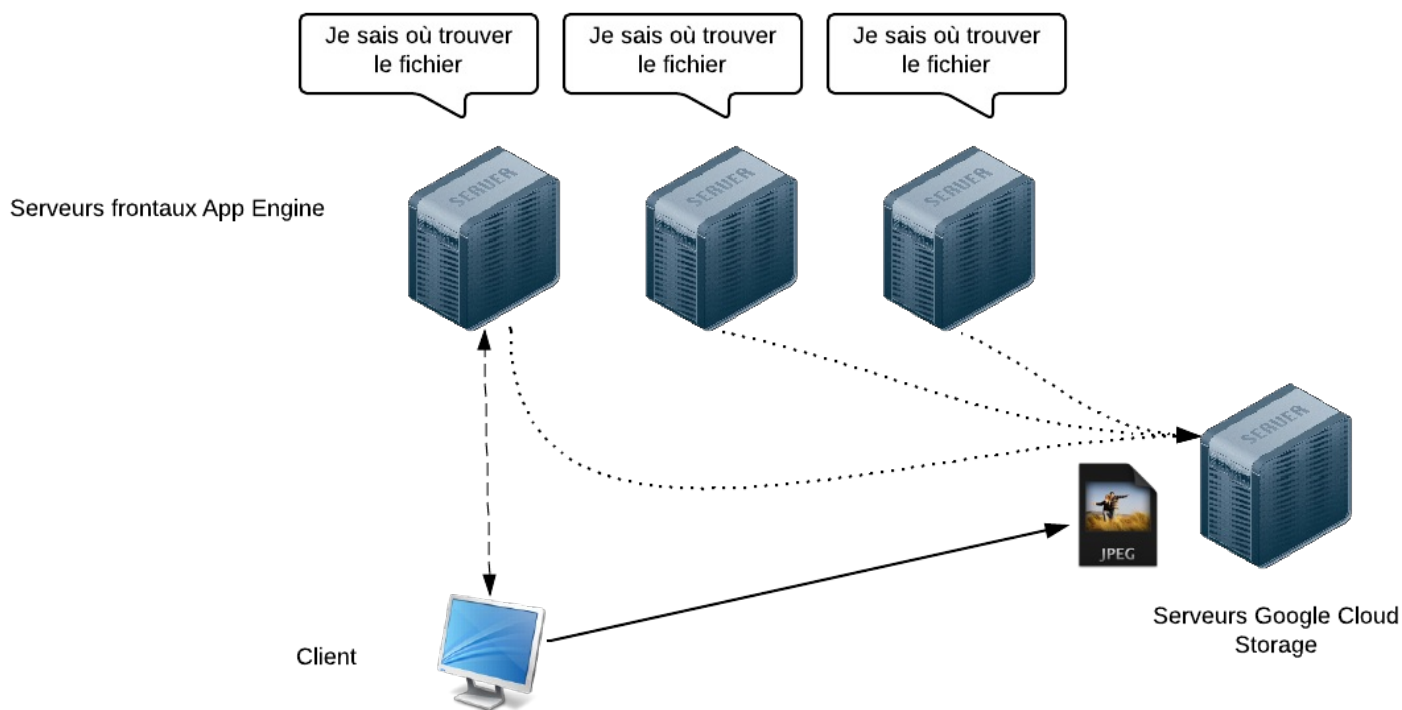 Je sais où trouver
le fichier
Je sais où trouver
le fichier
Je sais où trouver
le fichier
SERVER
SERVER
SERVER
Serveurs frontaux App Engine
SERVER
JPEG
Serveurs Google Cloud
Storage
Client